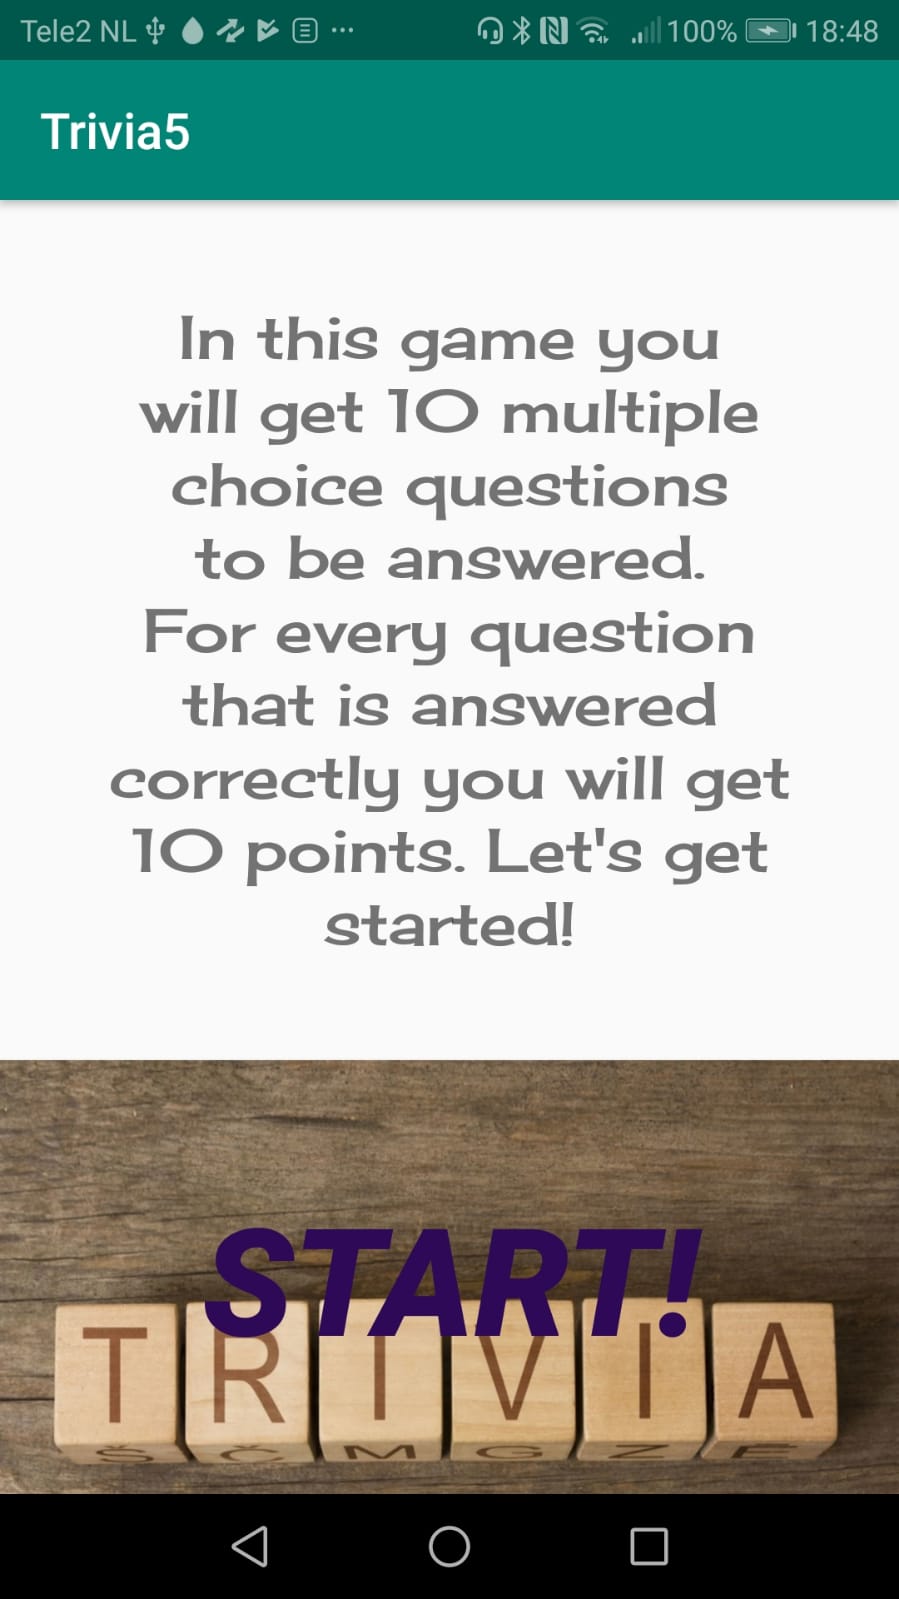 Tele2 NL 100% 18:48
Trivia5
In this game you
will get 10 multiple
choice questions
to be answered.
For every question
that is answered
correctly you will get
10 points. Let's get
started!
START!
T R I V I A
Š Č M G Z E